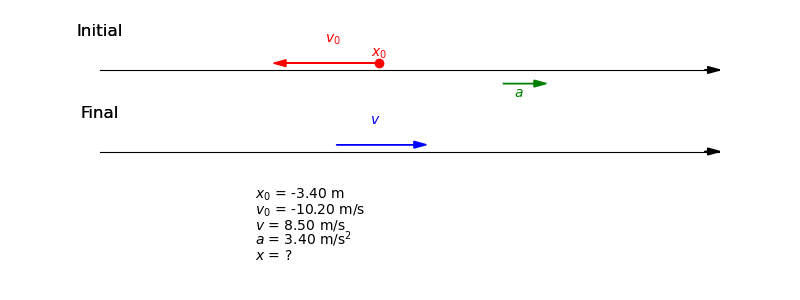 Initial
v₀
x₀
a
Final
v
x₀ = -3.40 m
v₀ = -10.20 m/s
v = 8.50 m/s
a = 3.40 m/s²
x = ?